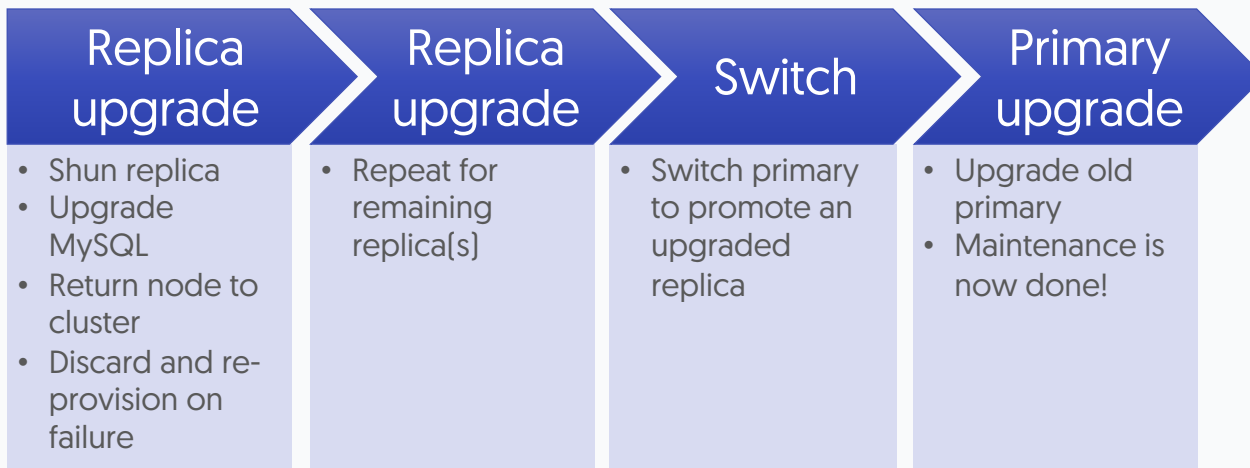 Replica
upgrade
• Shun replica
• Upgrade
MySQL
• Return node to
cluster
• Discard and re-
provision on
failure
Replica
upgrade
• Repeat for
remaining
replica(s)
Switch
• Switch primary
to promote an
upgraded
replica
Primary
upgrade
• Upgrade old
primary
• Maintenance is
now done!